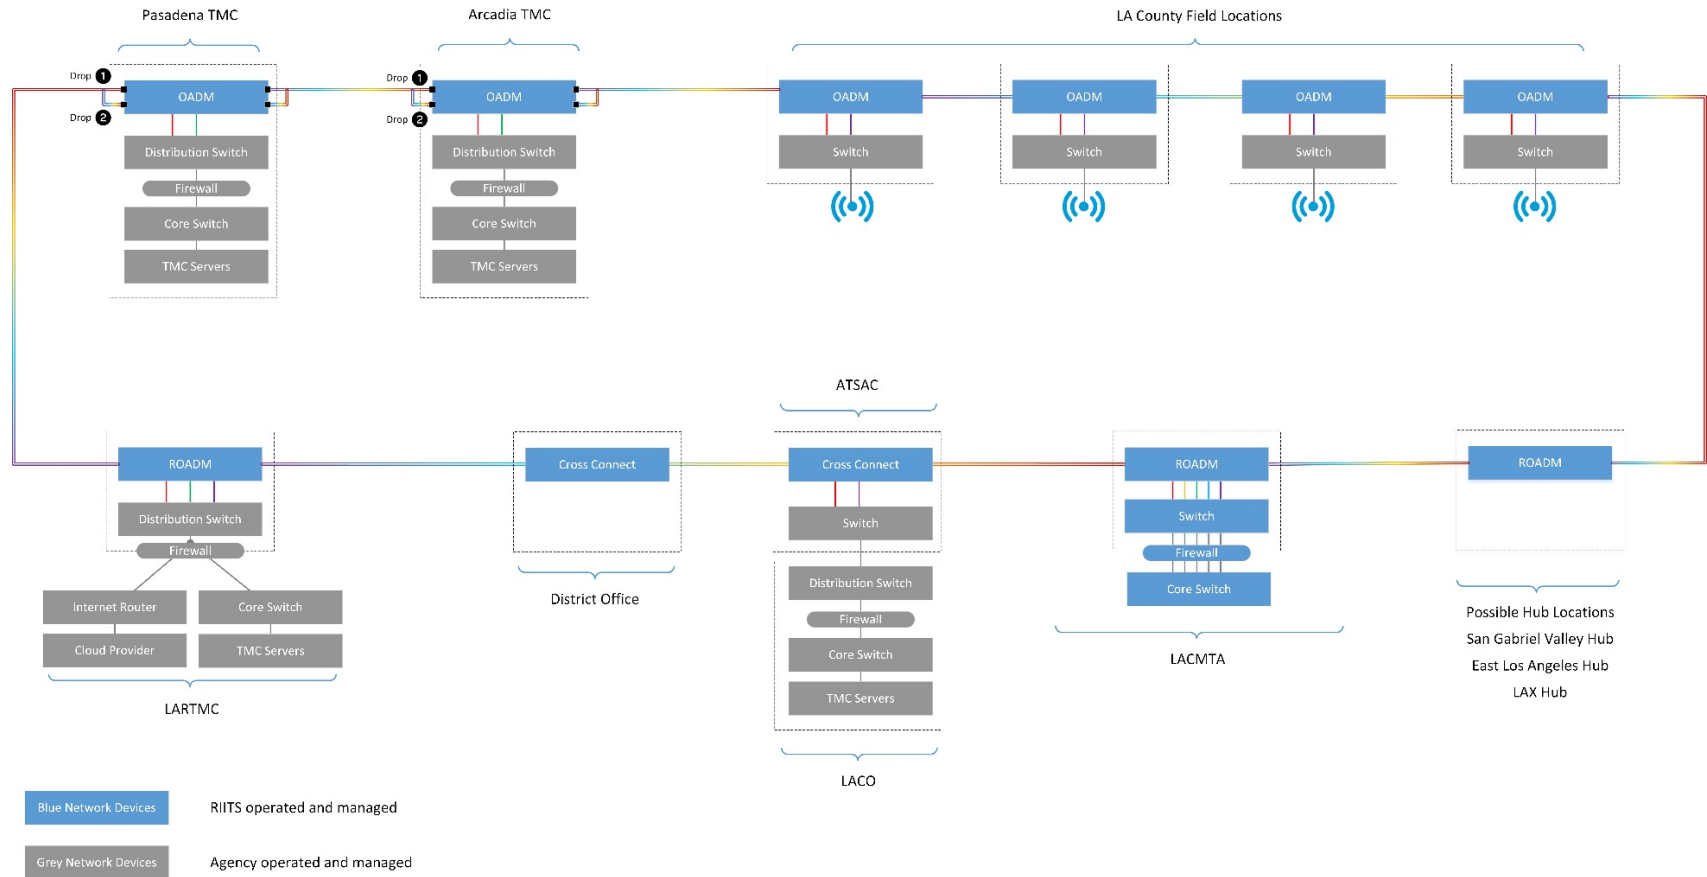 Pasadena TMC
Arcadia TMC
LA County Field Locations
Drop 1
Drop 2
OADM
Distribution Switch
Firewall
Core Switch
TMC Servers
Drop 1
Drop 2
OADM
Distribution Switch
Firewall
Core Switch
TMC Servers
OADM
Switch
OADM
Switch
OADM
Switch
OADM
Switch
ROADM
Distribution Switch
Firewall
Internet Router
Core Switch
Cloud Provider
TMC Servers
LARTMC
Cross Connect
District Office
ATSAC
Cross Connect
Switch
Distribution Switch
Firewall
Core Switch
TMC Servers
LACO
ROADM
Switch
Firewall
Core Switch
LACMTA
ROADM
Possible Hub Locations
San Gabriel Valley Hub
East Los Angeles Hub
LAX Hub
Blue Network Devices
RIITS operated and managed
Grey Network Devices
Agency operated and managed